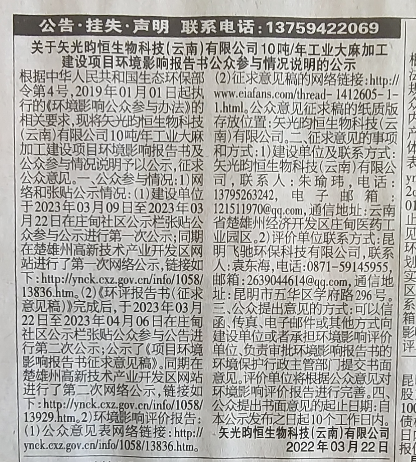 公告·挂失·声明 联系电话:13759422069
关于矢光昀恒生物科技(云南)有限公司10吨/年工业大麻加工
建设项目环境影响报告书公众参与情况说明的公示
根据中华人民共和国生态环保部
令第4号,2019年01月01日起执
行的《环境影响公众参与办法》的
相关要求,现将矢光昀恒生物科技
(云南)有限公司10吨/年工业大麻
加工建设项目环境影响报告书及
公众参与情况说明予以公示,征求
公众意见。一、公众参与情况:1)网
络和张贴公示情况:(1)建设单位
于2023年03月09日至2023年03
月22日在庄甸社区公示栏张贴公
众参与公示进行第一次公示;同期
在楚雄州高新技术产业开发区网
站进行了第一次网络公示,链接如
下:http://ynck.cxz.gov.cn/info/1058/
13836.htm。(2)《环评报告书(征求
意见稿)》完成后,于2023年03月
22日至2023年04月06日在庄甸
社区公示栏张贴公众参与公告进
行第二次公示;公示了《项目环境
影响报告书征求意见稿》。同期在
楚雄州高新技术产业开发区网站
进行了第二次网络公示,链接如
下:http://ynck.cxz.gov.cn/info/1058/
13929.htm。2)环境影响评价报告:
(1)公众意见表网络链接:http://
ynck.cxz.gov.cn/info/1058/13836.htm。
(2)征求意见稿的网络链接:http://
www.eiafans.com/thread-1412605-1-
1.html。公众意见征求稿的纸质版
存放位置:矢光昀恒生物科技(云
南)有限公司。二、征求意见的事项
和方式:1)建设单位及联系方式:
矢光昀恒生物科技(云南)有限公
司,联系人:朱瑜玮,电话:
13795263242,电子邮箱:
1215119710@qq.com,通信地址:云南
省楚雄州经济开发区庄甸医药工
业园区。2)评价单位联系方式:昆
明飞驰环保科技有限公司,联系
人:袁东海,电话:0871-59145955,
邮箱:2639044614@qq.com,通信地
址:昆明市五华区学府路296号。
三、公众提出意见的方式:可以信
函、传真、电子邮件或其他方式向
建设单位或者承担环境影响评价
单位、负责审批环境影响报告书的
环境保护行政主管部门提交书面
意见。评价单位将根据公众意见对
环境影响评价报告进行完善。四、
公众提出书面意见的起止日期:自
本公示发布之日起10个工作日内。
矢光昀恒生物科技(云南)有限公司
2022年03月22日